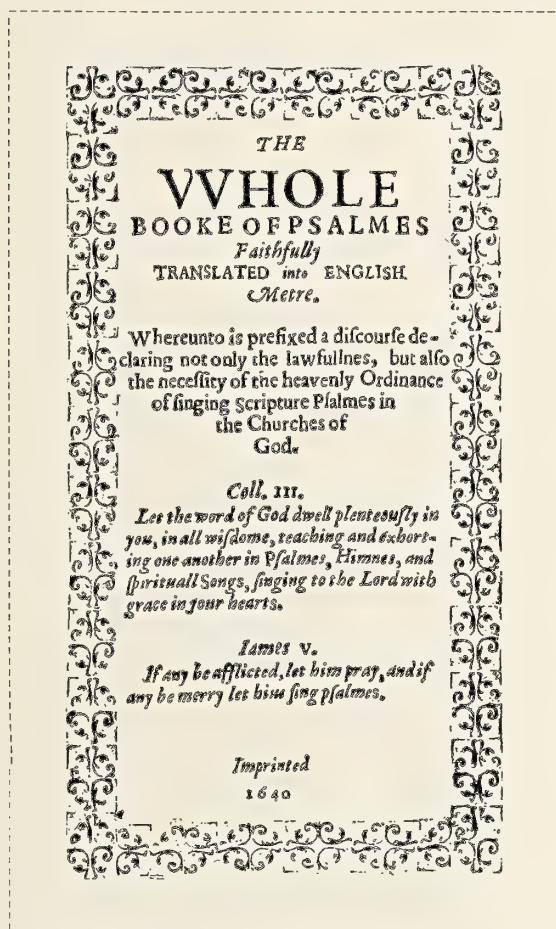 THE
VVHOLE
BOOKE OF PSALMES
Faithfully
TRANSLATED into ENGLISH
Metre.
Whereunto is prefixed a diſcourſe de-
claring not only the lawfullnes, but alſo
the neceſſity of the heavenly Ordinance
of ſinging Scripture Pſalmes in
the Churches of
God.
Coll. III.
Let the word of God dwell plenteouſly in
you, in all wiſdome, teaching and exhort-
ing one another in Pſalmes, Himnes, and
ſpirituall Songs, ſinging to the Lord with
grace in your hearts.
Iames V.
If any be afflicted, let him pray, and if
any be merry let him ſing pſalmes.
Imprinted
1640